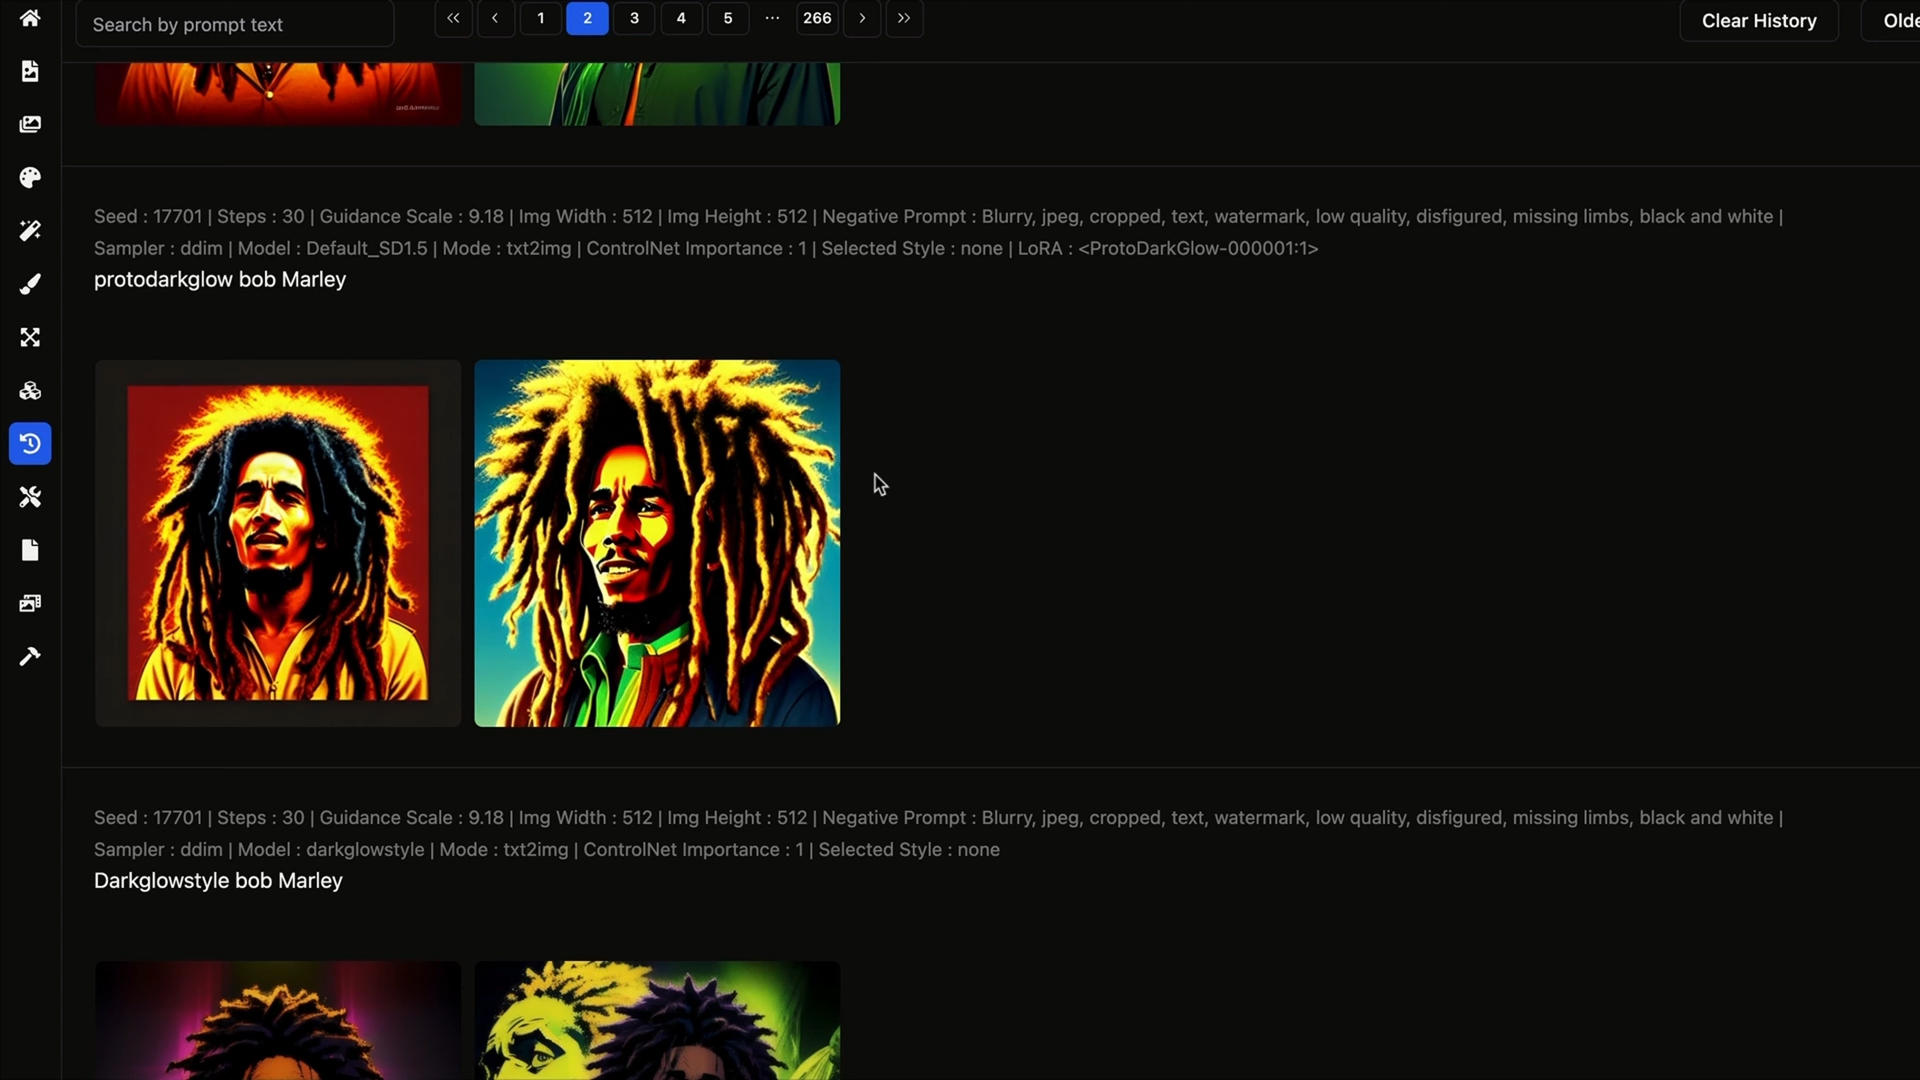 Search by prompt text
1
2
3
4
5
...
266
Clear History
Olde
Seed : 17701 | Steps : 30 | Guidance Scale : 9.18 | Img Width : 512 | Img Height : 512 | Negative Prompt : Blurry, jpeg, cropped, text, watermark, low quality, disfigured, missing limbs, black and white |
Sampler : ddim | Model : Default_SD1.5 | Mode : txt2img | ControlNet Importance : 1 | Selected Style : none | LoRA : <ProtoDarkGlow-000001:1>
protodarkglow bob Marley
Seed : 17701 | Steps : 30 | Guidance Scale : 9.18 | Img Width : 512 | Img Height : 512 | Negative Prompt : Blurry, jpeg, cropped, text, watermark, low quality, disfigured, missing limbs, black and white |
Sampler : ddim | Model : darkglowstyle | Mode : txt2img | ControlNet Importance : 1 | Selected Style : none
Darkglowstyle bob Marley